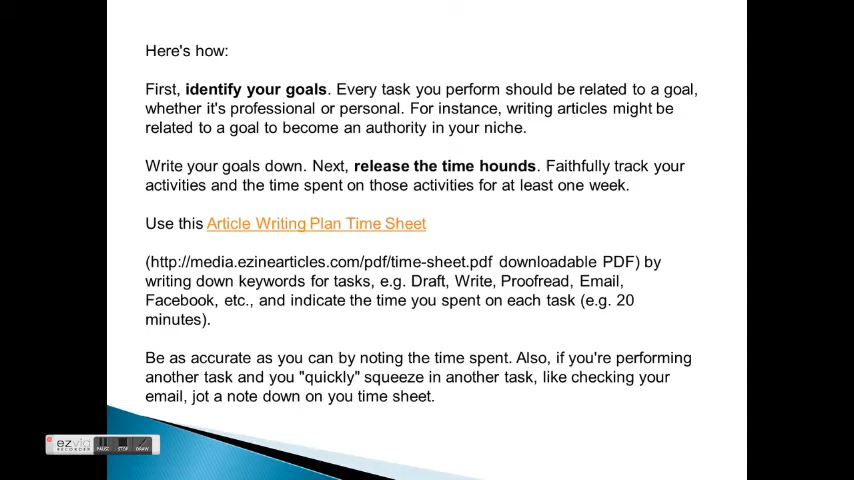 Here's how:
First, identify your goals. Every task you perform should be related to a goal,
whether it's professional or personal. For instance, writing articles might be
related to a goal to become an authority in your niche.
Write your goals down. Next, release the time hounds. Faithfully track your
activities and the time spent on those activities for at least one week.
Use this Article Writing Plan Time Sheet
(http://media.ezinearticles.com/pdf/time-sheet.pdf downloadable PDF) by
writing down keywords for tasks, e.g. Draft, Write, Proofread, Email,
Facebook, etc., and indicate the time you spent on each task (e.g. 20
minutes).
Be as accurate as you can by noting the time spent. Also, if you're performing
another task and you "quickly" squeeze in another task, like checking your
email, jot a note down on you time sheet.
ezvid
RECORDER
PAUSE STOP DRAW